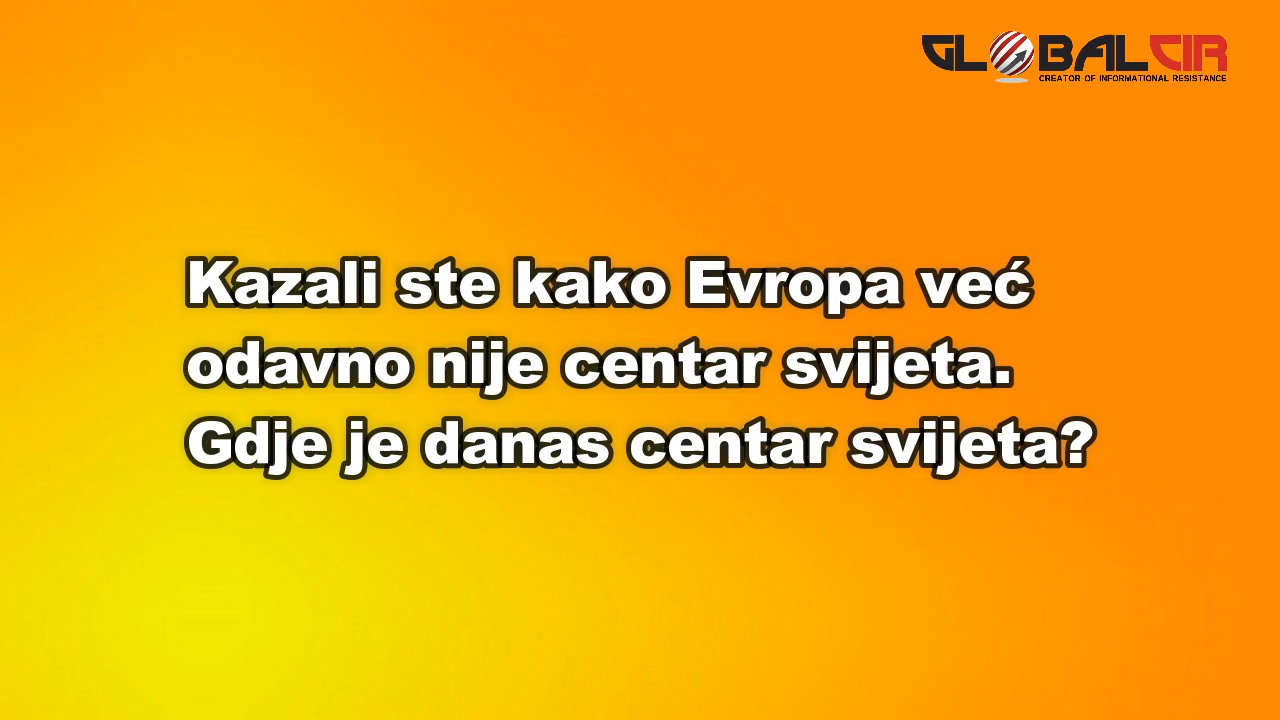 GLOBALCIR
CREATOR OF INFORMATIONAL RESISTANCE
Kazali ste kako Evropa već
odavno nije centar svijeta.
Gdje je danas centar svijeta?